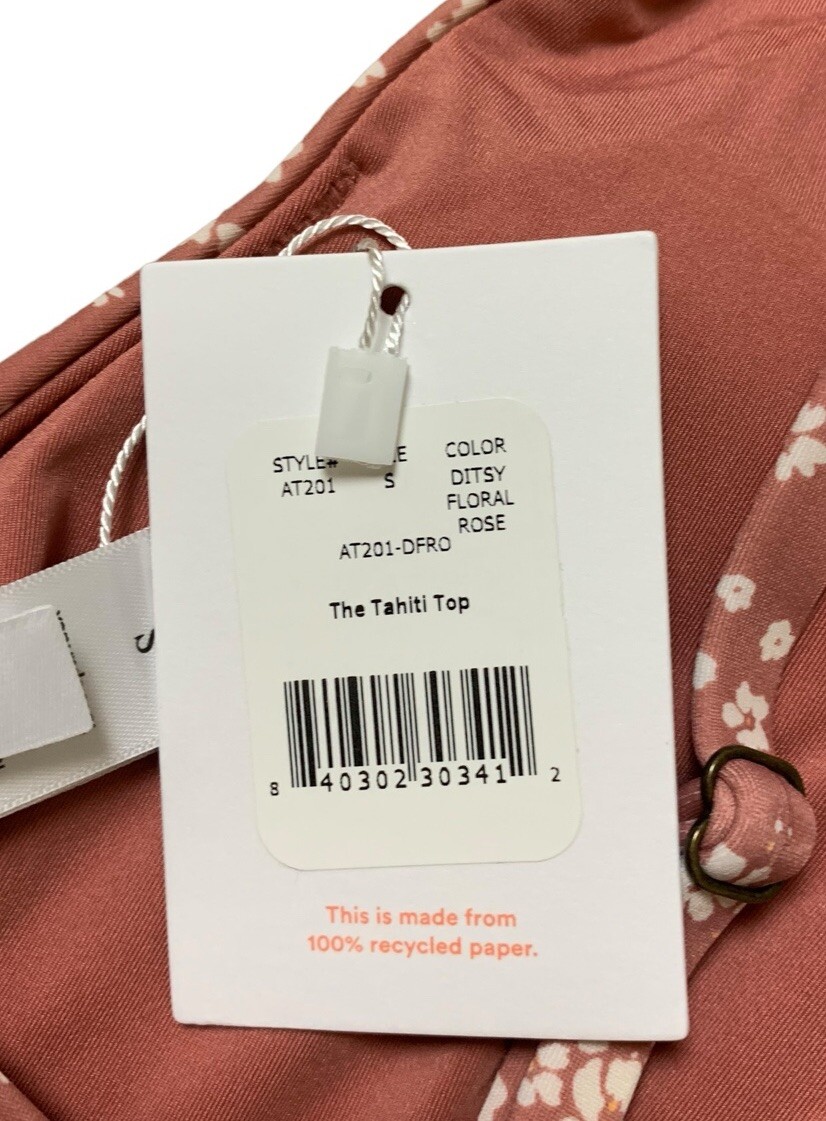 STYLE# COLOR
AT201 S DITSY
FLORAL
ROSE
AT201-DFRO
The Tahiti Top
8 40302 30341 2
This is made from
100% recycled paper.